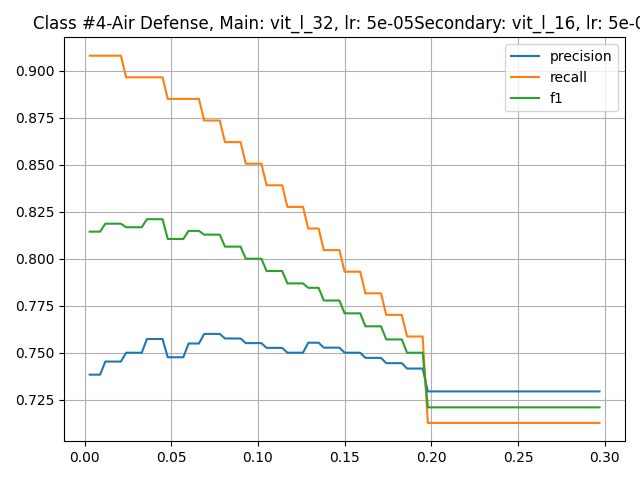 Class #4-Air Defense, Main: vit_l_32, lr: 5e-05Secondary: vit_l_16, lr: 5e-0
precision
recall
f1
0.900
0.875
0.850
0.825
0.800
0.775
0.750
0.725
0.00 0.05 0.10 0.15 0.20 0.25 0.30